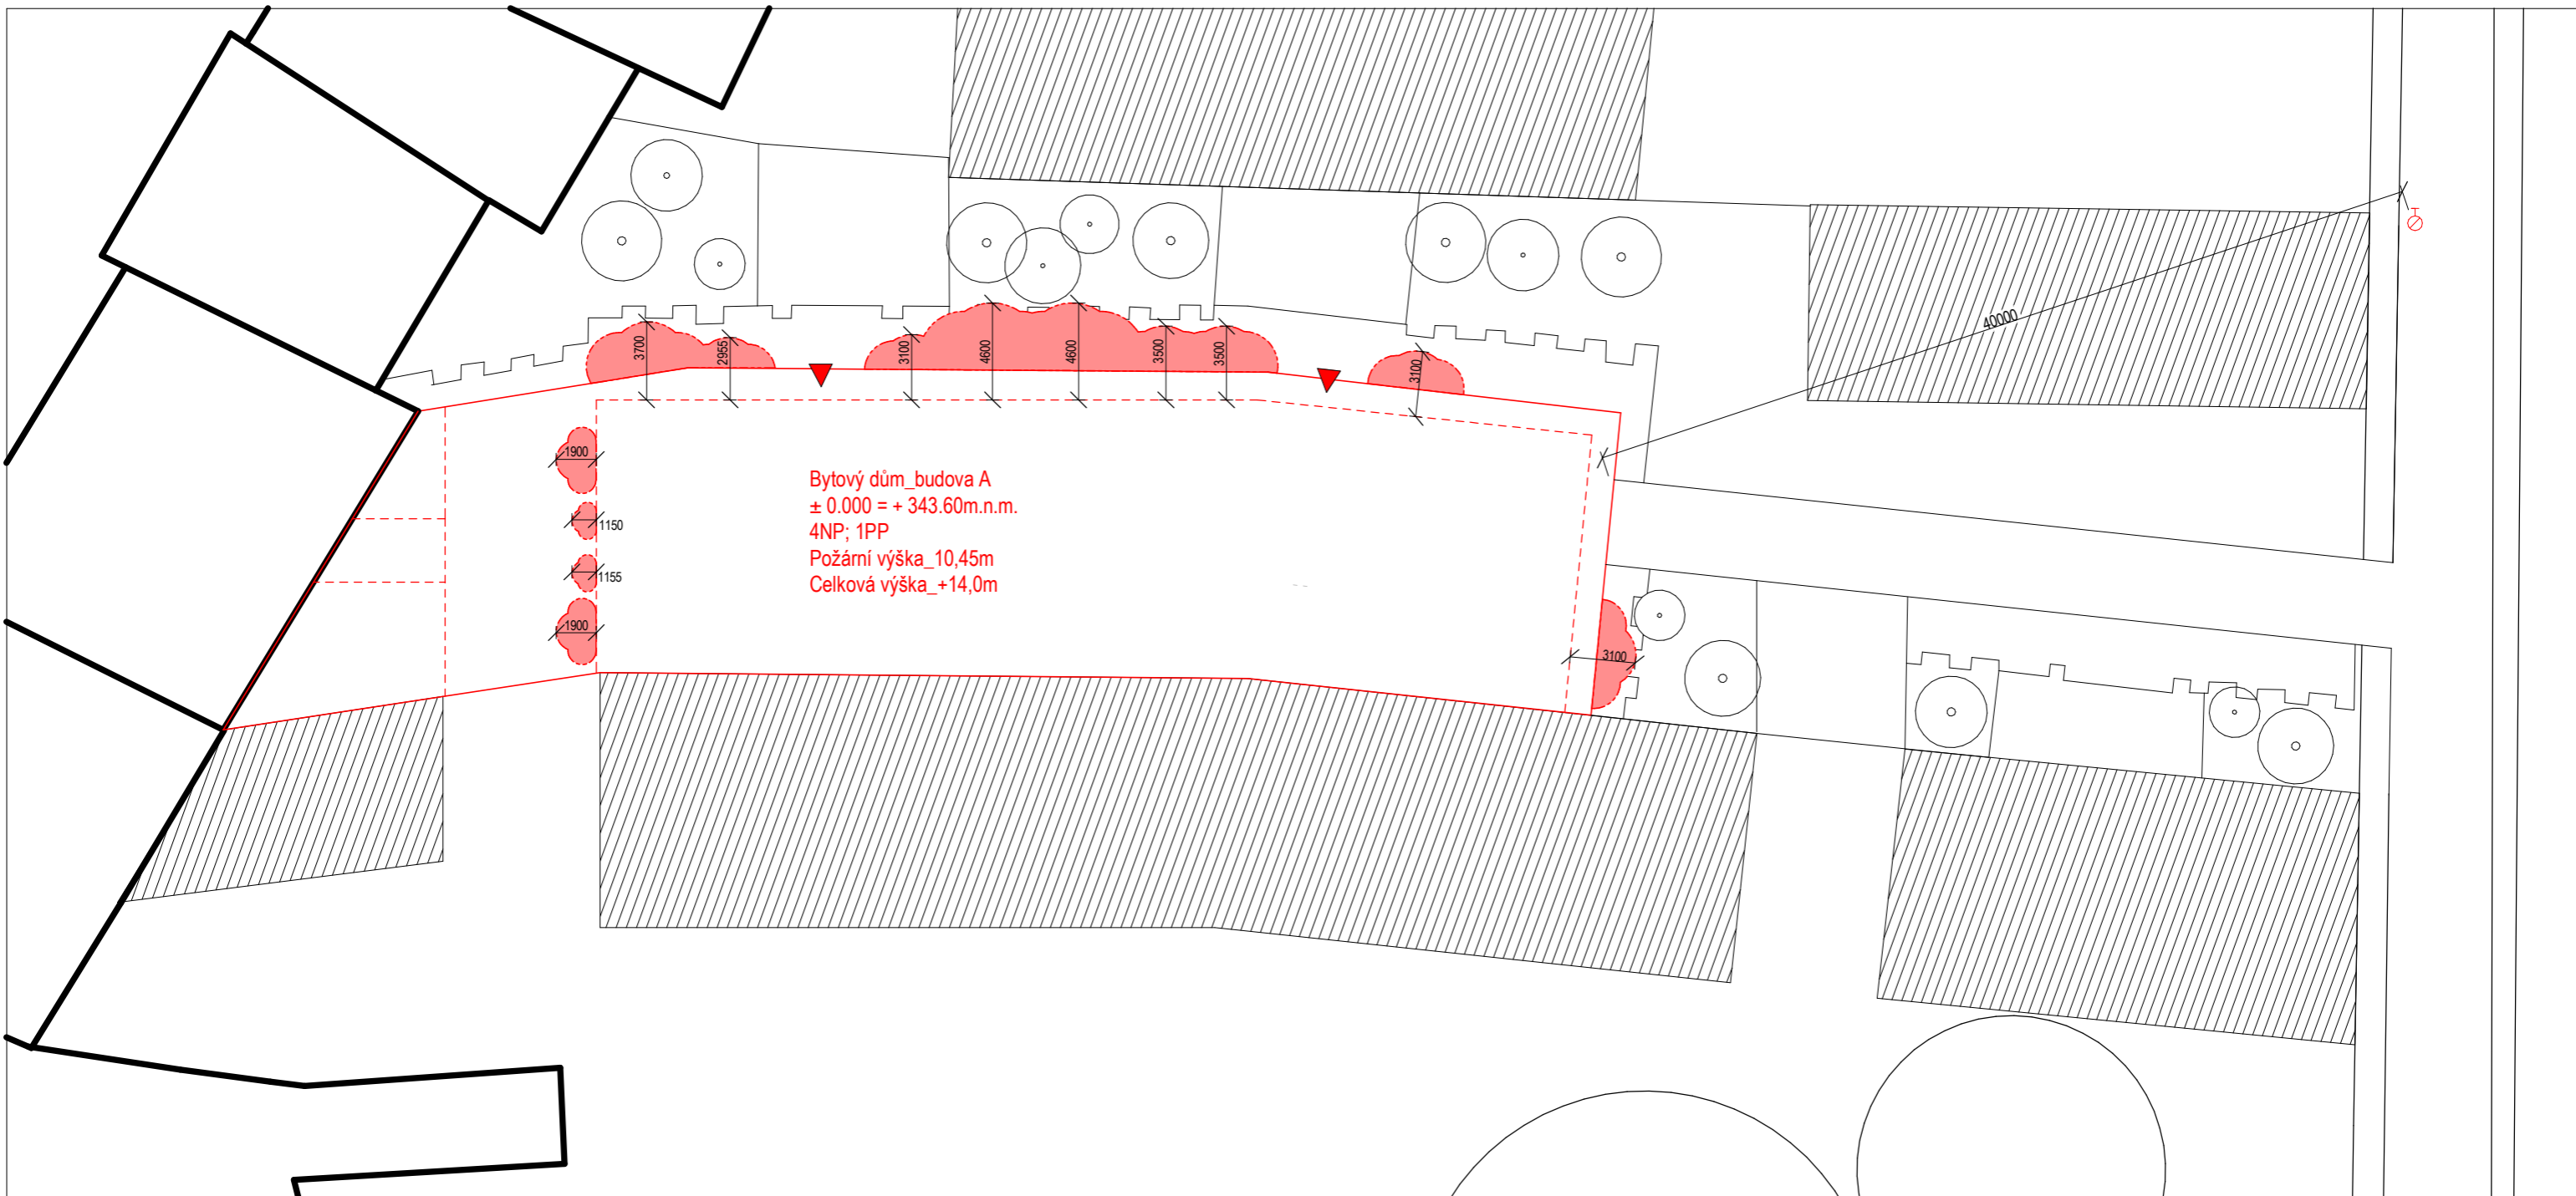 40000
3700
2955
3100
4600
4600
3500
3500
3100
1900
1150
1155
1900
Bytový dům_budova A
± 0.000 = + 343.60m.n.m.
4NP; 1PP
Požární výška_10,45m
Celková výška_+14,0m
3100